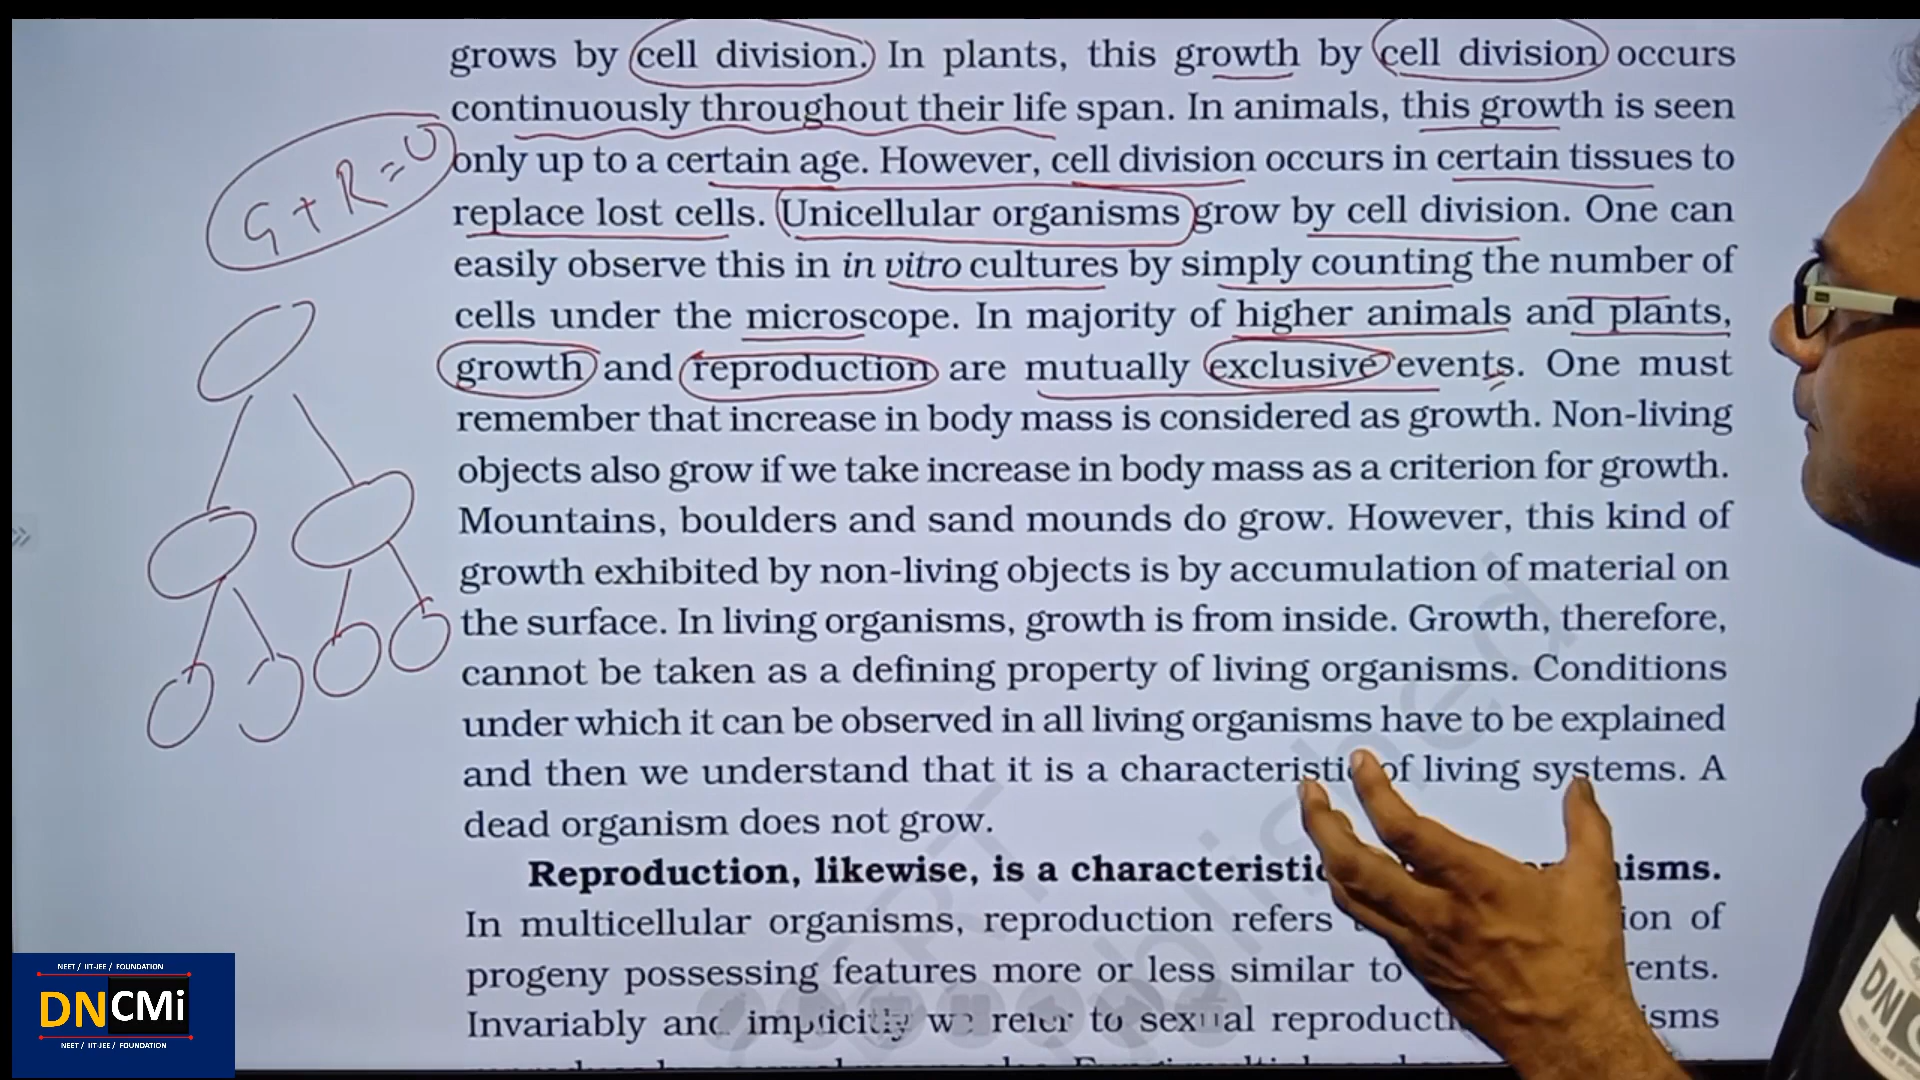 grows by cell division. In plants, this growth by cell division occurs
continuously throughout their life span. In animals, this growth is seen
only up to a certain age. However, cell division occurs in certain tissues to
replace lost cells. Unicellular organisms grow by cell division. One can
easily observe this in in vitro cultures by simply counting the number of
cells under the microscope. In majority of higher animals and plants,
growth and reproduction are mutually exclusive events. One must
remember that increase in body mass is considered as growth. Non-living
objects also grow if we take increase in body mass as a criterion for growth.
Mountains, boulders and sand mounds do grow. However, this kind of
growth exhibited by non-living objects is by accumulation of material on
the surface. In living organisms, growth is from inside. Growth, therefore,
cannot be taken as a defining property of living organisms. Conditions
under which it can be observed in all living organisms have to be explained
and then we understand that it is a characteristic of living systems. A
dead organism does not grow.
Reproduction, likewise, is a characteristic
In multicellular organisms, reproduction refers of
progeny possessing features more or less similar to
Invariably and implicitly we refer to sexual
G + R = U
NEET / IIT-JEE / FOUNDATION
DNCMi
NEET / IIT JEE / FOUNDATION